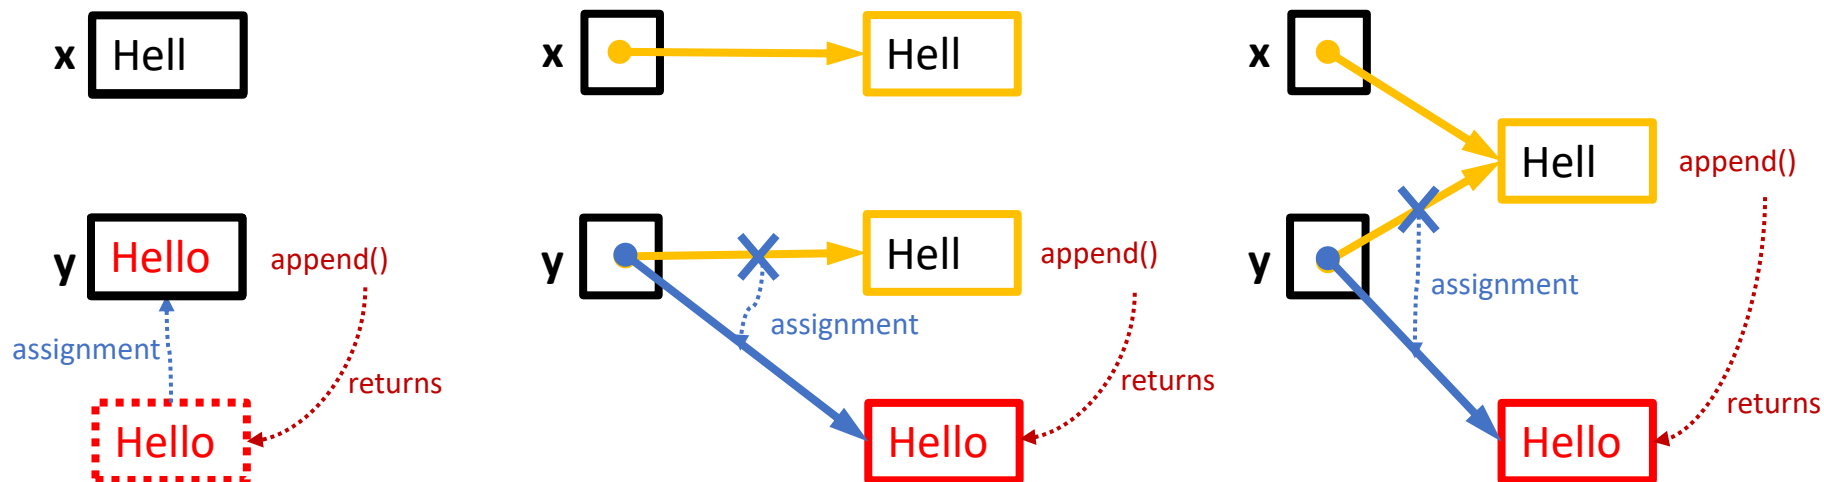 x
Hell
y
Hello
append()
assignment
returns
Hello
x
Hell
y
Hell
append()
assignment
returns
Hello
x
Hell
append()
y
assignment
returns
Hello